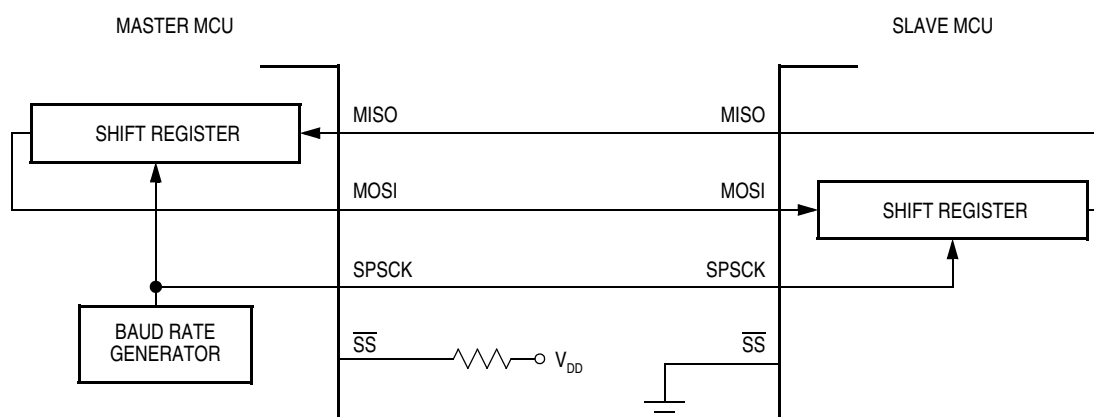 MASTER MCU
SLAVE MCU
SHIFT REGISTER
MISO
MISO
MOSI
MOSI
SHIFT REGISTER
SPSCK
SPSCK
BAUD RATE
GENERATOR
SS
VDD
SS